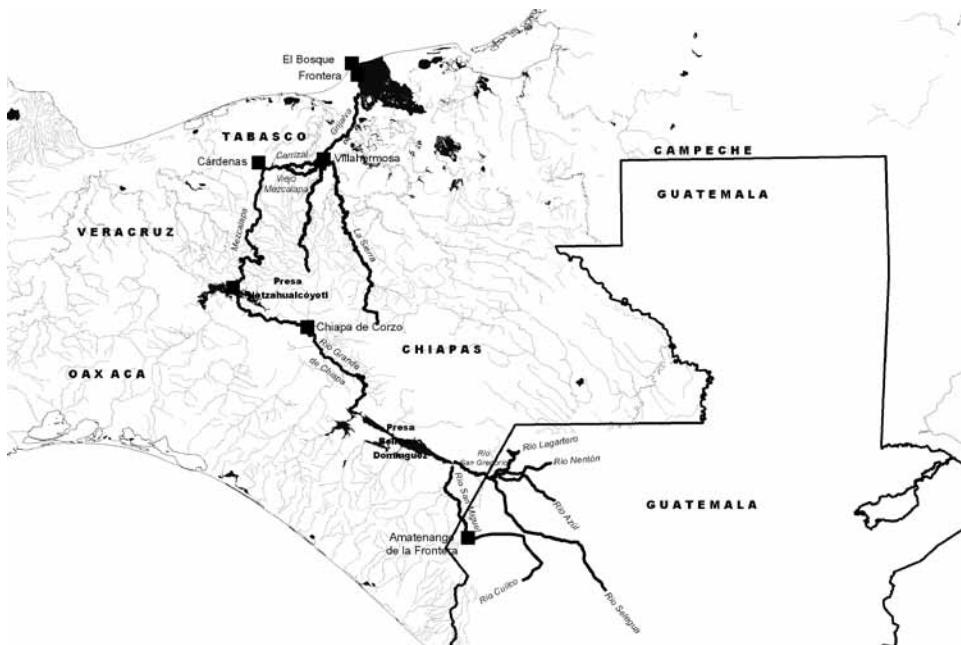 El Bosque
Frontera
Grijalva
TABASCO
Cárdenas
Carrizal
Villahermosa
Viejo
Mezcalapa
CAMPECHE
GUATEMALA
VERACRUZ
Mezcalapa
La Sierra
Presa
Netzahualcóyotl
Chiapa de Corzo
CHIAPAS
Río Grande
de Chiapa
OAXACA
Presa
Domínguez
Río
San Gregorio
Río Lagartero
Río Nentón
Río San Miguel
Río Azúl
GUATEMALA
Amatenango
de la Frontera
Río Cuilco
Río Selegua